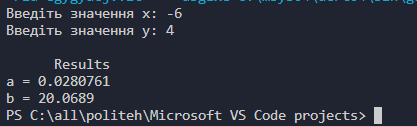 Введіть значення x: -6
Введіть значення y: 4
Results
a = 0.0280761
b = 20.0689
PS C:\all\politeh\Microsoft VS Code projects>